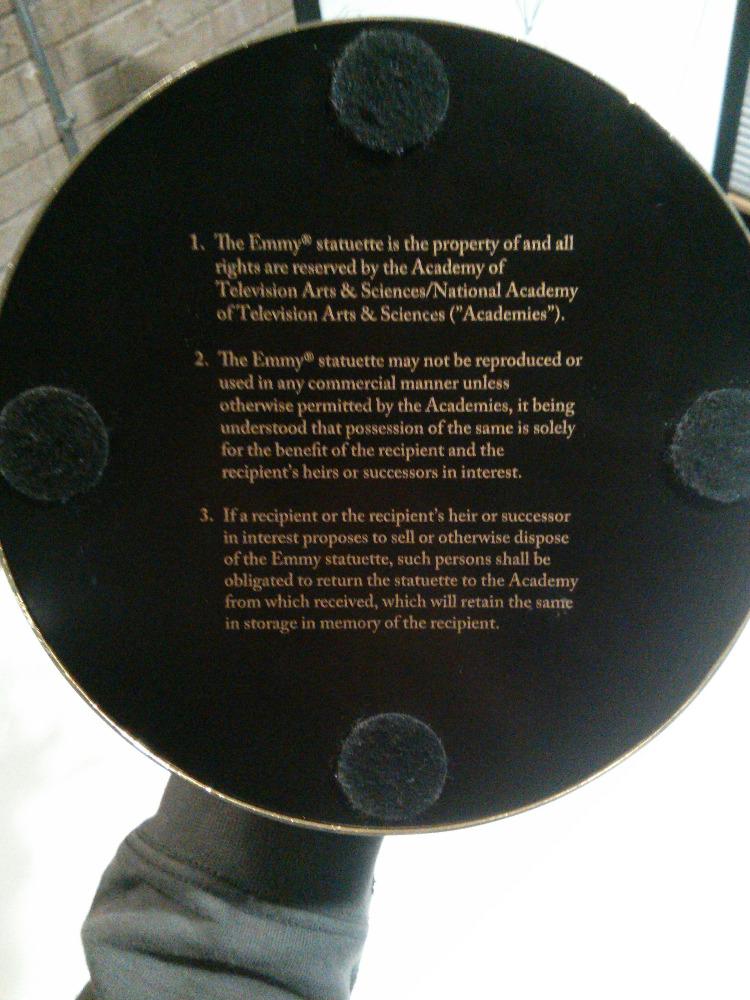 1. The Emmy® statuette is the property of and all
rights are reserved by the Academy of
Television Arts & Sciences/National Academy
of Television Arts & Sciences ("Academies").
2. The Emmy® statuette may not be reproduced or
used in any commercial manner unless
otherwise permitted by the Academies, it being
understood that possession of the same is solely
for the benefit of the recipient and the
recipient's heirs or successors in interest.
3. If a recipient or the recipient's heir or successor
in interest proposes to sell or otherwise dispose
of the Emmy statuette, such persons shall be
obligated to return the statuette to the Academy
from which received, which will retain the same
in storage in memory of the recipient.